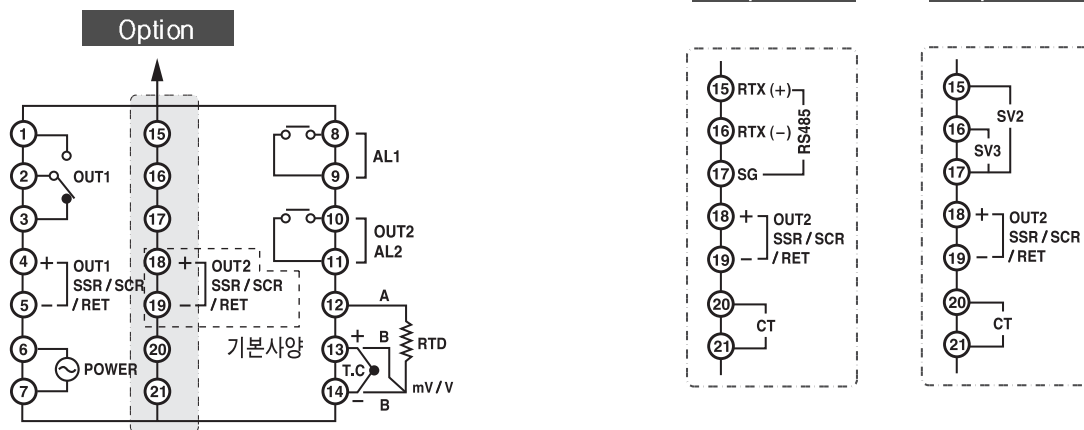 Option
1
2
3
OUT1
4 +
5 −
OUT1
SSR / SCR
/ RET
6
7
POWER
15
16
17
18 +
19 −
OUT2
SSR / SCR
/ RET
기본사양
20
21
8
9
AL1
10
11
OUT2
AL2
12
A
13
+
B
RTD
T.C
14
−
B
mV / V
15 RTX (+)
16 RTX (−)
17 SG
RS485
18 +
19 −
OUT2
SSR / SCR
/ RET
20
21
CT
15
16
17
SV2
SV3
18 +
19 −
OUT2
SSR / SCR
/ RET
20
21
CT